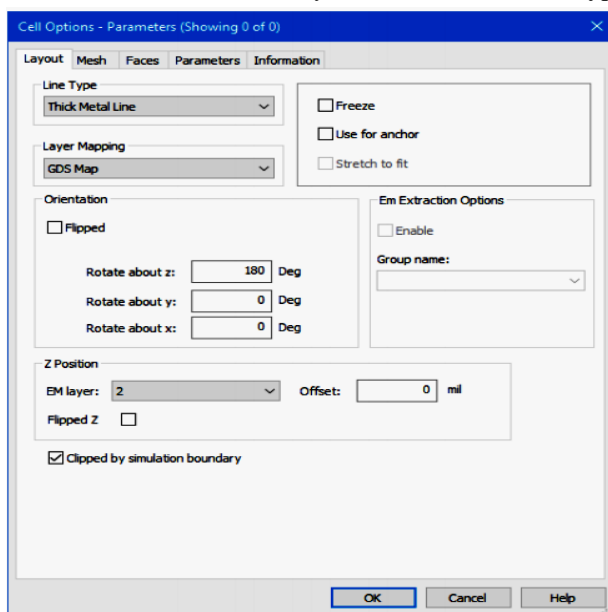 Cell Options - Parameters (Showing 0 of 0)
Layout Mesh Faces Parameters Information
Line Type
Thick Metal Line
Freeze
Use for anchor
Stretch to fit
Layer Mapping
GDS Map
Orientation
Flipped
Rotate about z: 180 Deg
Rotate about y: 0 Deg
Rotate about x: 0 Deg
Em Extraction Options
Enable
Group name:
Z Position
EM layer: 2 Offset: 0 mil
Flipped Z
Clipped by simulation boundary
OK Cancel Help